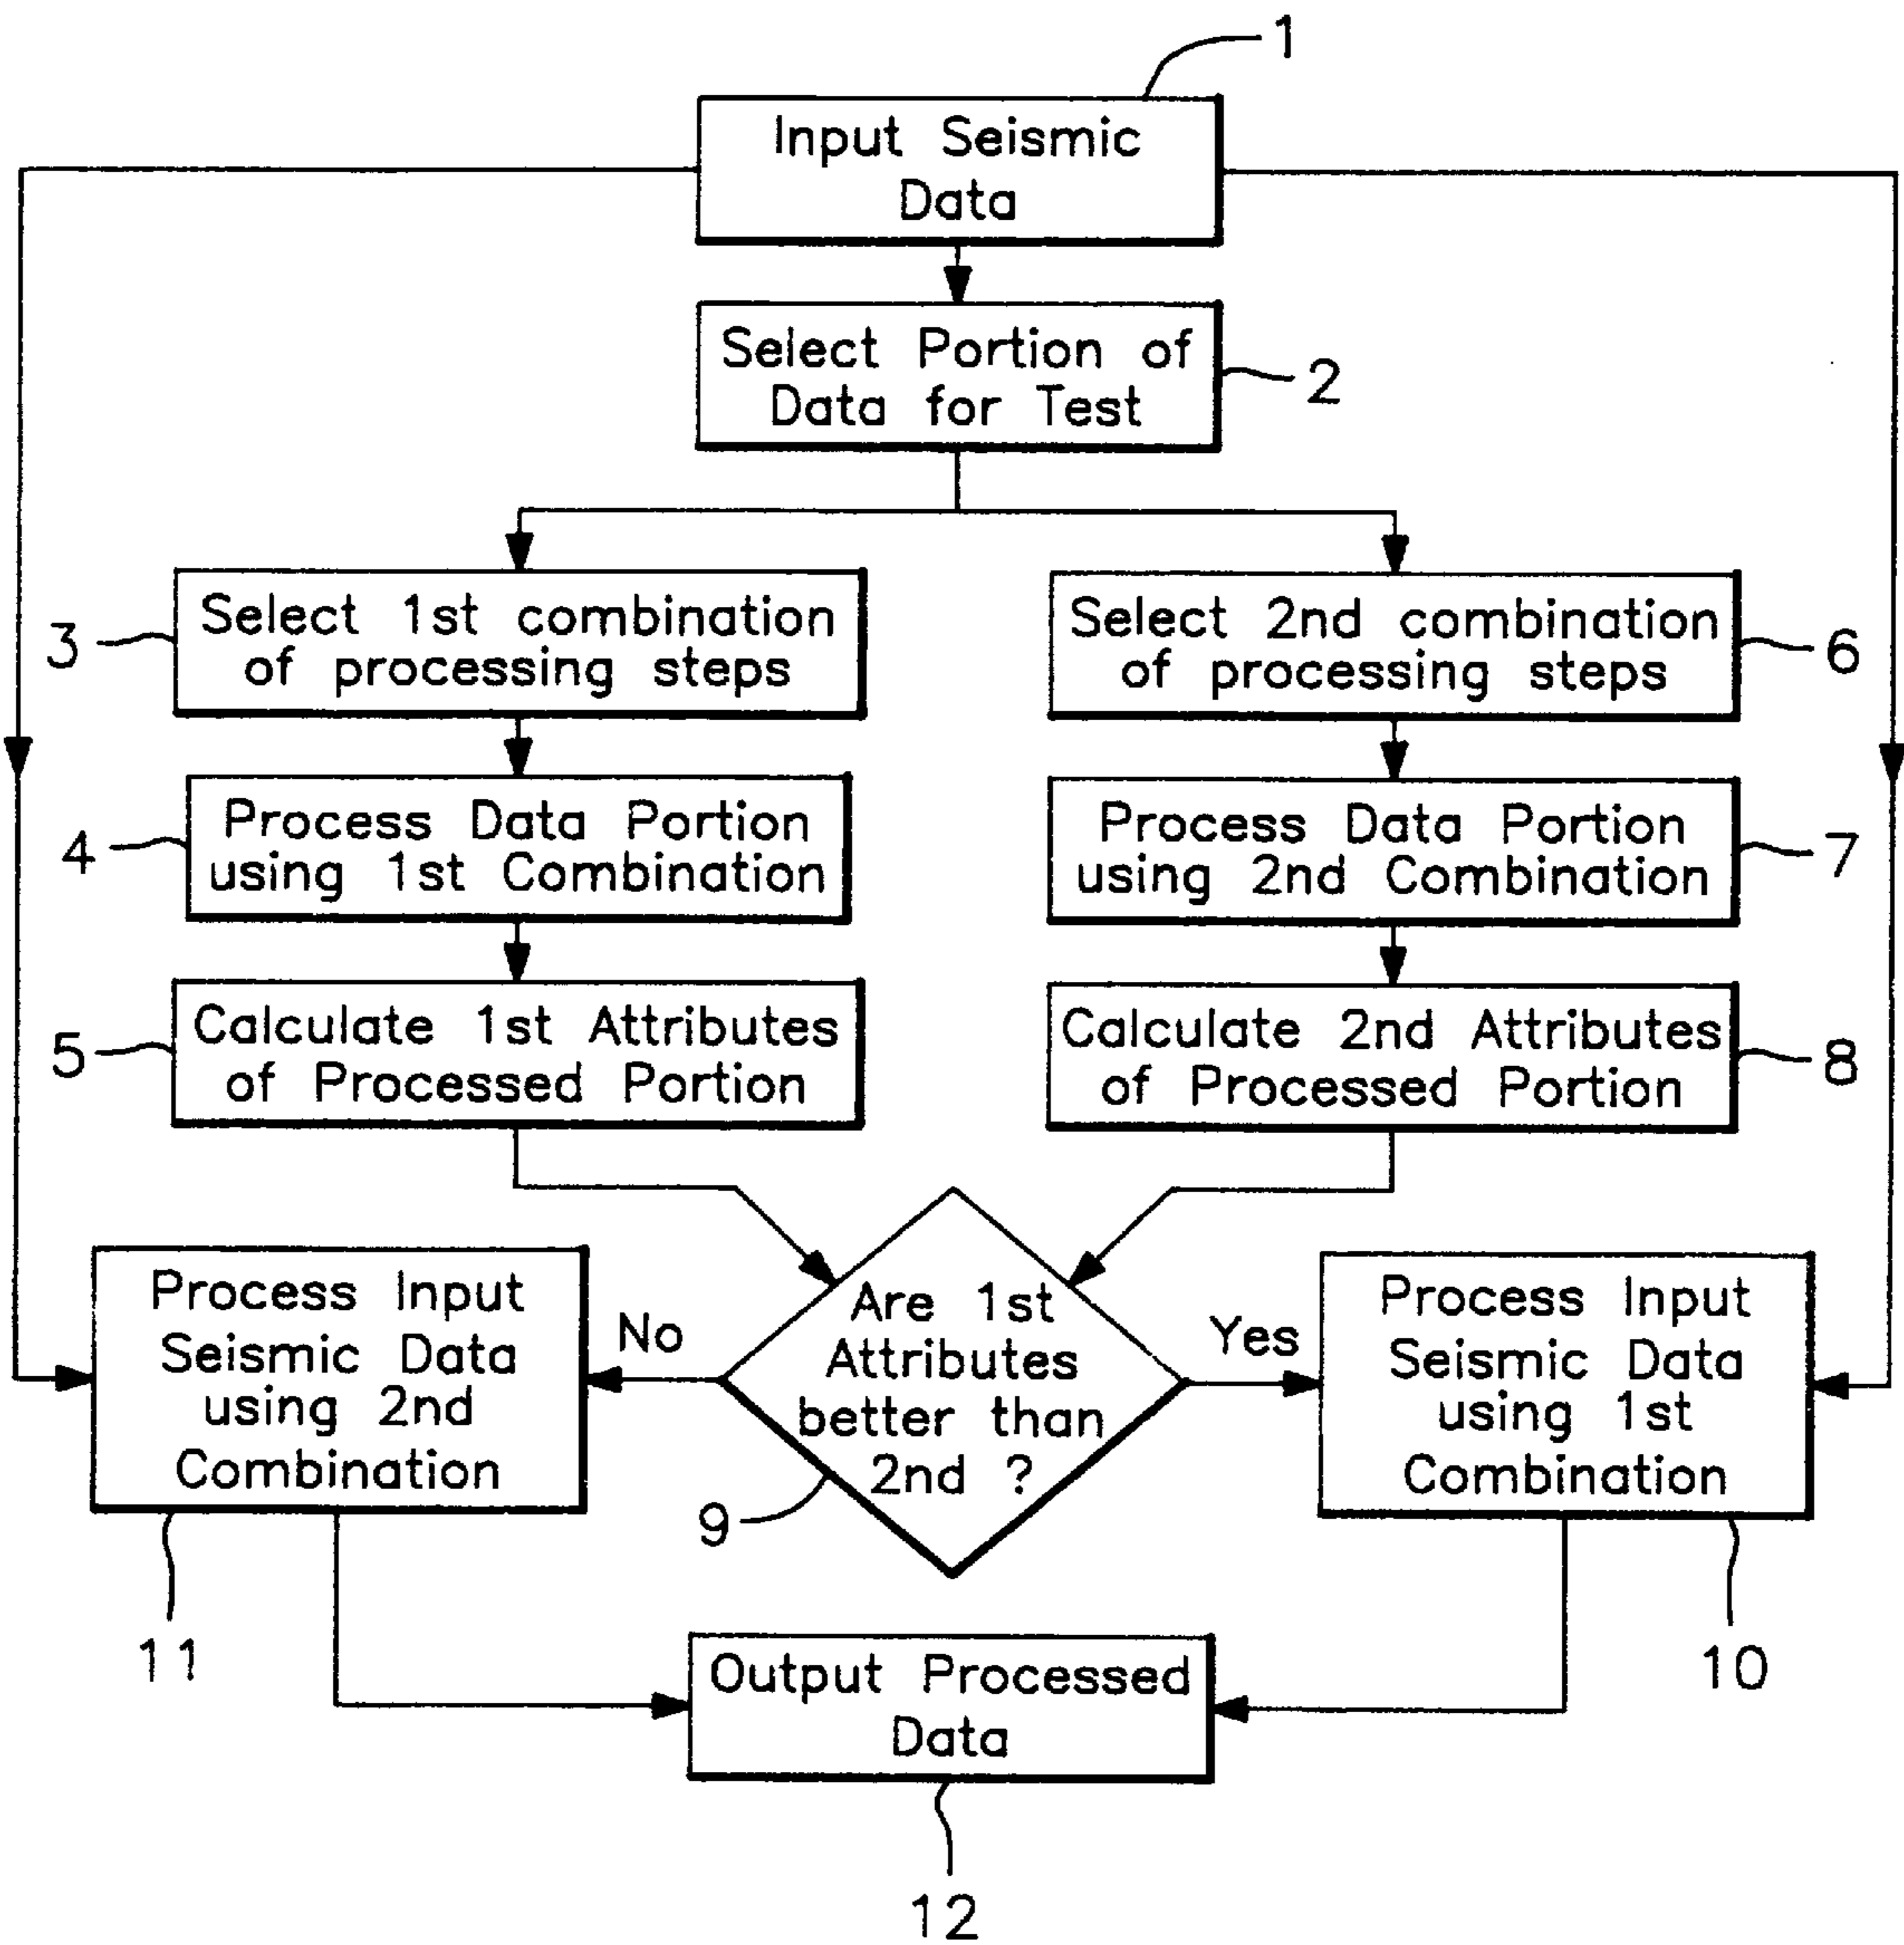 1
Input Seismic
Data
Select Portion of
Data for Test
2
Select 1st combination
of processing steps
3
Select 2nd combination
of processing steps
6
Process Data Portion
using 1st Combination
4
Process Data Portion
using 2nd Combination
7
Calculate 1st Attributes
of Processed Portion
5
Calculate 2nd Attributes
of Processed Portion
8
Process Input
Seismic Data
using 2nd
Combination
11
No
Are 1st
Attributes
better than
2nd ?
9
Yes
Process Input
Seismic Data
using 1st
Combination
10
Output Processed
Data
12